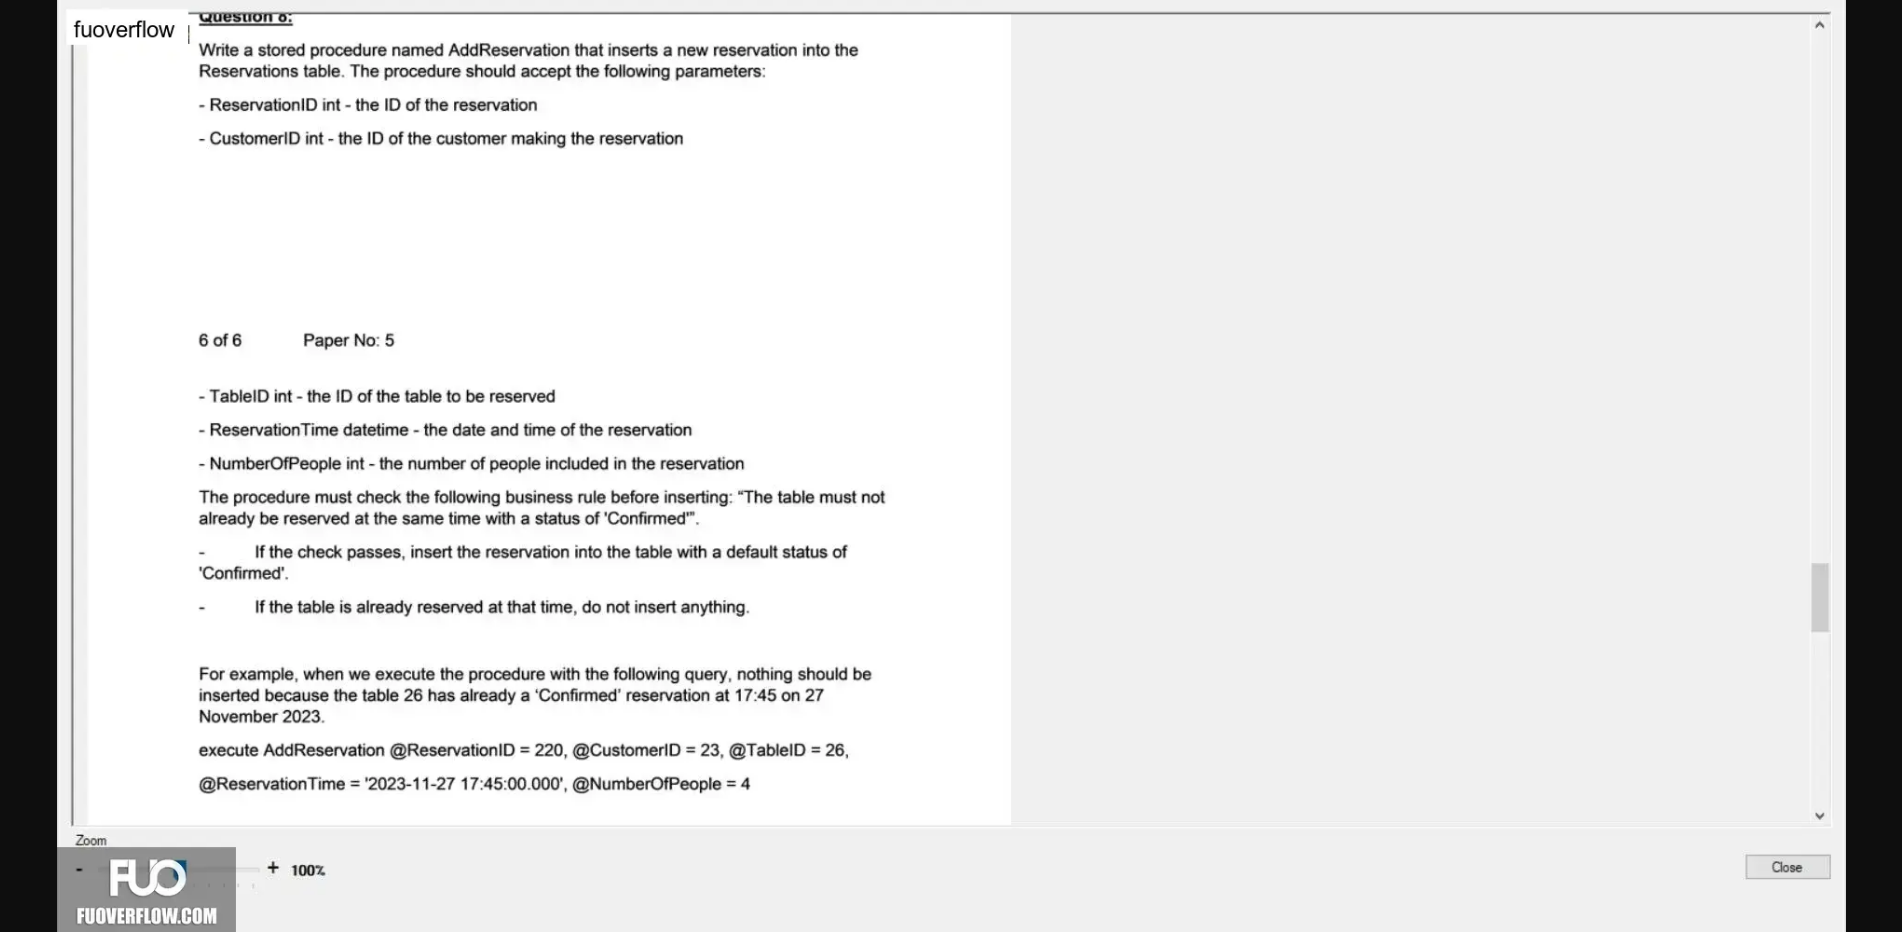 fuoverflow
Question 8:
Write a stored procedure named AddReservation that inserts a new reservation into the
Reservations table. The procedure should accept the following parameters:
- ReservationID int - the ID of the reservation
- CustomerID int - the ID of the customer making the reservation
6 of 6 Paper No: 5
- TableID int - the ID of the table to be reserved
- ReservationTime datetime - the date and time of the reservation
- NumberOfPeople int - the number of people included in the reservation
The procedure must check the following business rule before inserting: “The table must not
already be reserved at the same time with a status of 'Confirmed'”.
- If the check passes, insert the reservation into the table with a default status of
'Confirmed'.
- If the table is already reserved at that time, do not insert anything.
For example, when we execute the procedure with the following query, nothing should be
inserted because the table 26 has already a ‘Confirmed’ reservation at 17:45 on 27
November 2023.
execute AddReservation @ReservationID = 220, @CustomerID = 23, @TableID = 26,
@ReservationTime = '2023-11-27 17:45:00.000', @NumberOfPeople = 4
Zoom
- + 100%
Close
FUO
FUOVERFLOW.COM